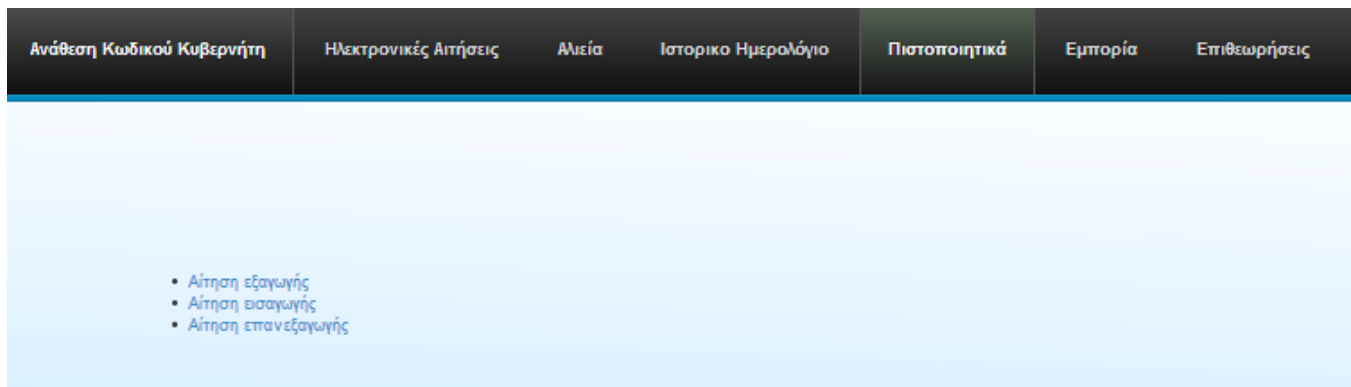 Ανάθεση Κωδικού Κυβερνήτη Ηλεκτρονικές Αιτήσεις Αλιεία Ιστορικο Ημερολόγιο Πιστοποιητικά Εμπορία Επιθεωρήσεις
• Αίτηση εξαγωγής
• Αίτηση εισαγωγής
• Αίτηση επανεξαγωγής